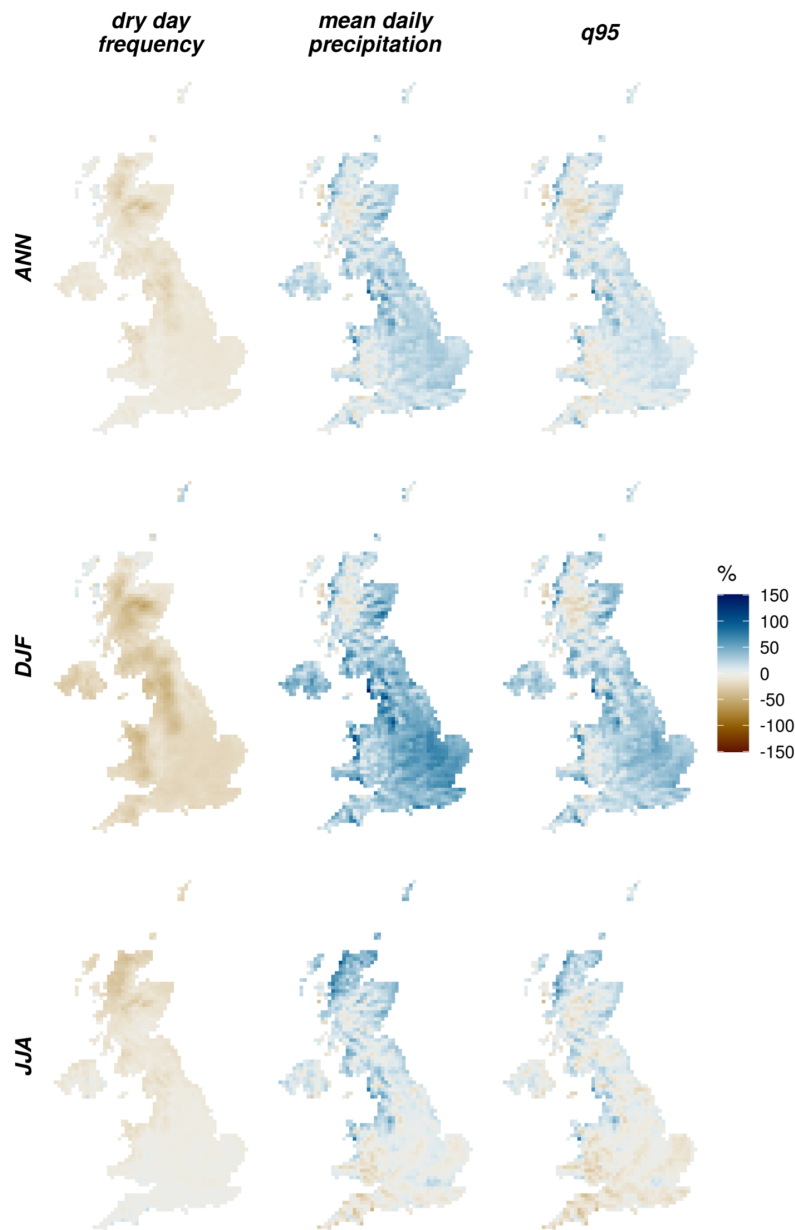 dry day
frequency
mean daily
precipitation
q95
ANN
DJF
%
150
100
50
0
-50
-100
-150
JJA